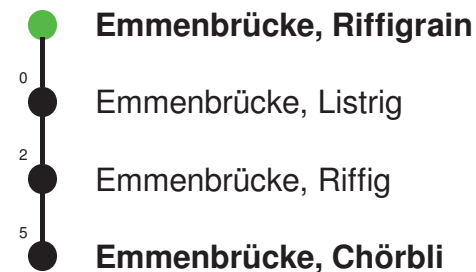 Emmenbrücke, Riffigrain
0
Emmenbrücke, Listrig
2
Emmenbrücke, Riffig
5
Emmenbrücke, Chörbli